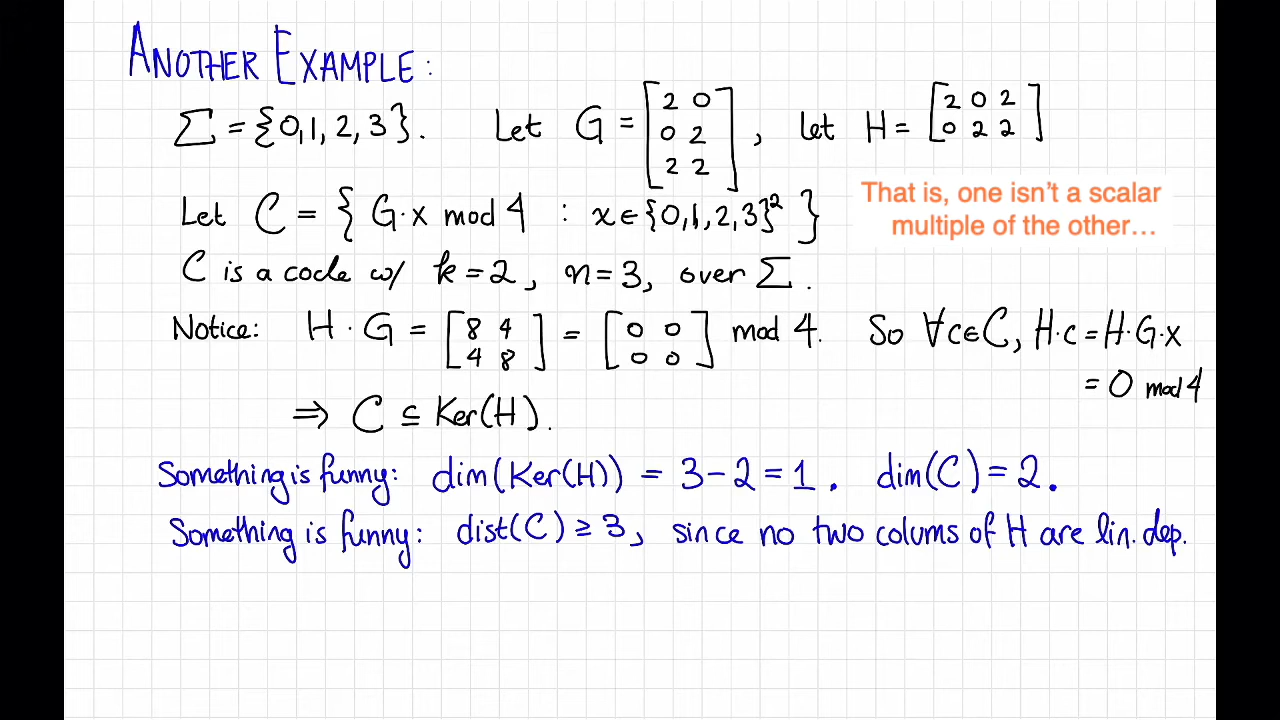 ANOTHER EXAMPLE:
Σ = {0,1,2,3}. Let G = [2 0; 0 2; 2 2], let H = [2 0 2; 0 2 2]
That is, one isn't a scalar
multiple of the other...
Let C = { G·x mod 4 : x ∈ {0,1,2,3}² }
C is a code w/ k=2, n=3, over Σ.
Notice: H·G = [8 4; 4 8] = [0 0; 0 0] mod 4. So ∀c∈C, H·c = H·G·x
= 0 mod 4
⇒ C ⊆ Ker(H).
Something is funny: dim(Ker(H)) = 3-2 = 1. dim(C) = 2.
Something is funny: dist(C) ≥ 3, since no two colums of H are lin. dep.